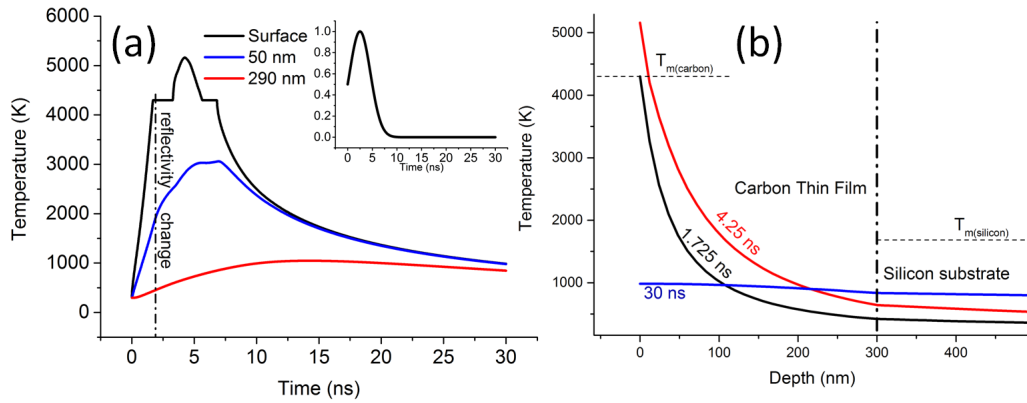 (a)
Surface
50 nm
290 nm
reflectivity
change
6000
5000
4000
3000
2000
1000
0
Temperature (K)
0 5 10 15 20 25 30
Time (ns)
1.0
0.8
0.6
0.4
0.2
0.0
0 5 10 15 20 25 30
Time (ns)
(b)
Tm(carbon)
Carbon Thin Film
Tm(silicon)
Silicon substrate
4.25 ns
1.725 ns
30 ns
5000
4000
3000
2000
1000
Temperature (K)
0 100 200 300 400
Depth (nm)